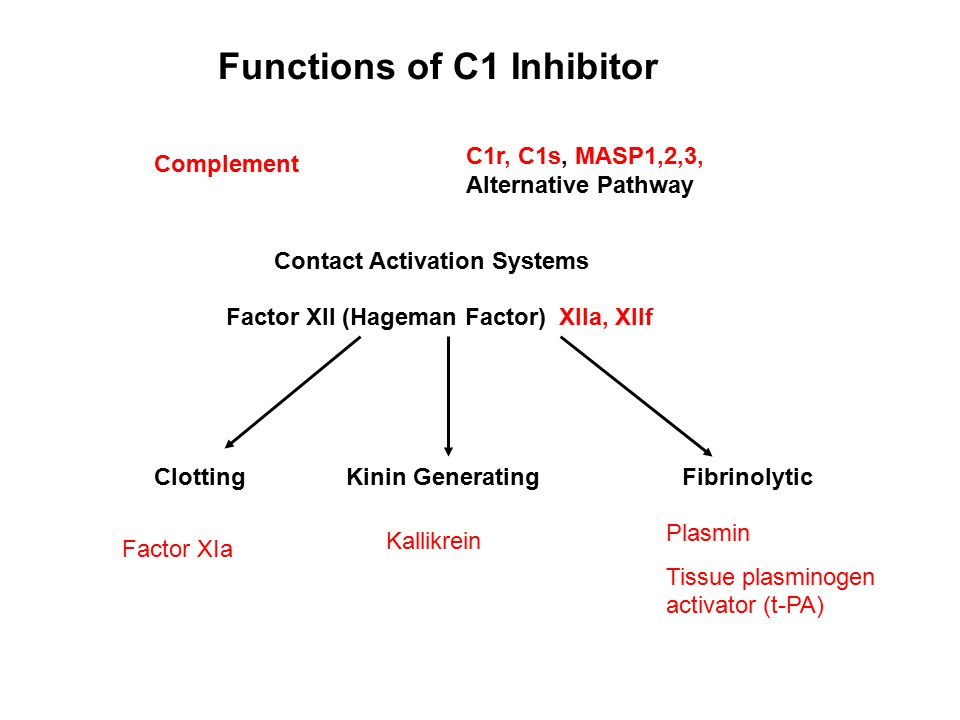 Functions of C1 Inhibitor
Complement
C1r, C1s, MASP1,2,3,
Alternative Pathway
Contact Activation Systems
Factor XII (Hageman Factor) XIIa, XIIf
Clotting
Kinin Generating
Fibrinolytic
Factor XIa
Kallikrein
Plasmin
Tissue plasminogen
activator (t-PA)